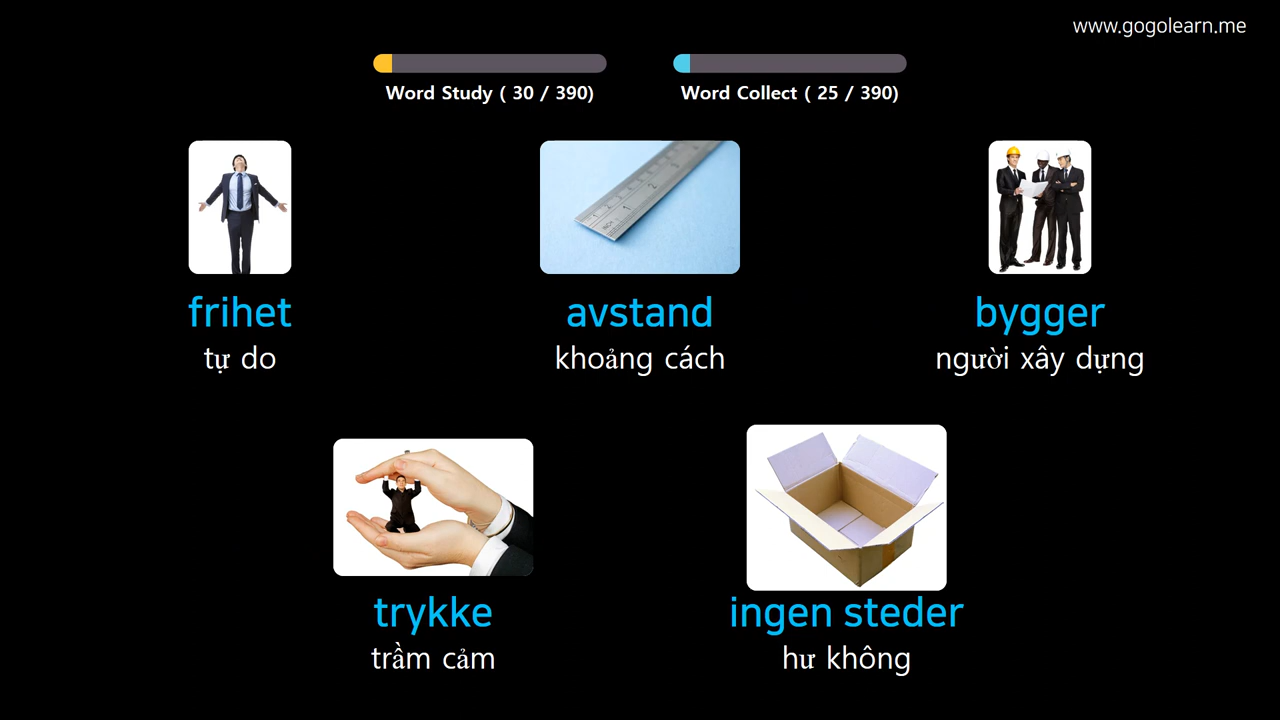 www.gogolearn.me
Word Study ( 30 / 390)
Word Collect ( 25 / 390)
frihet
tự do
avstand
khoảng cách
bygger
người xây dựng
trykke
trầm cảm
ingen steder
hư không